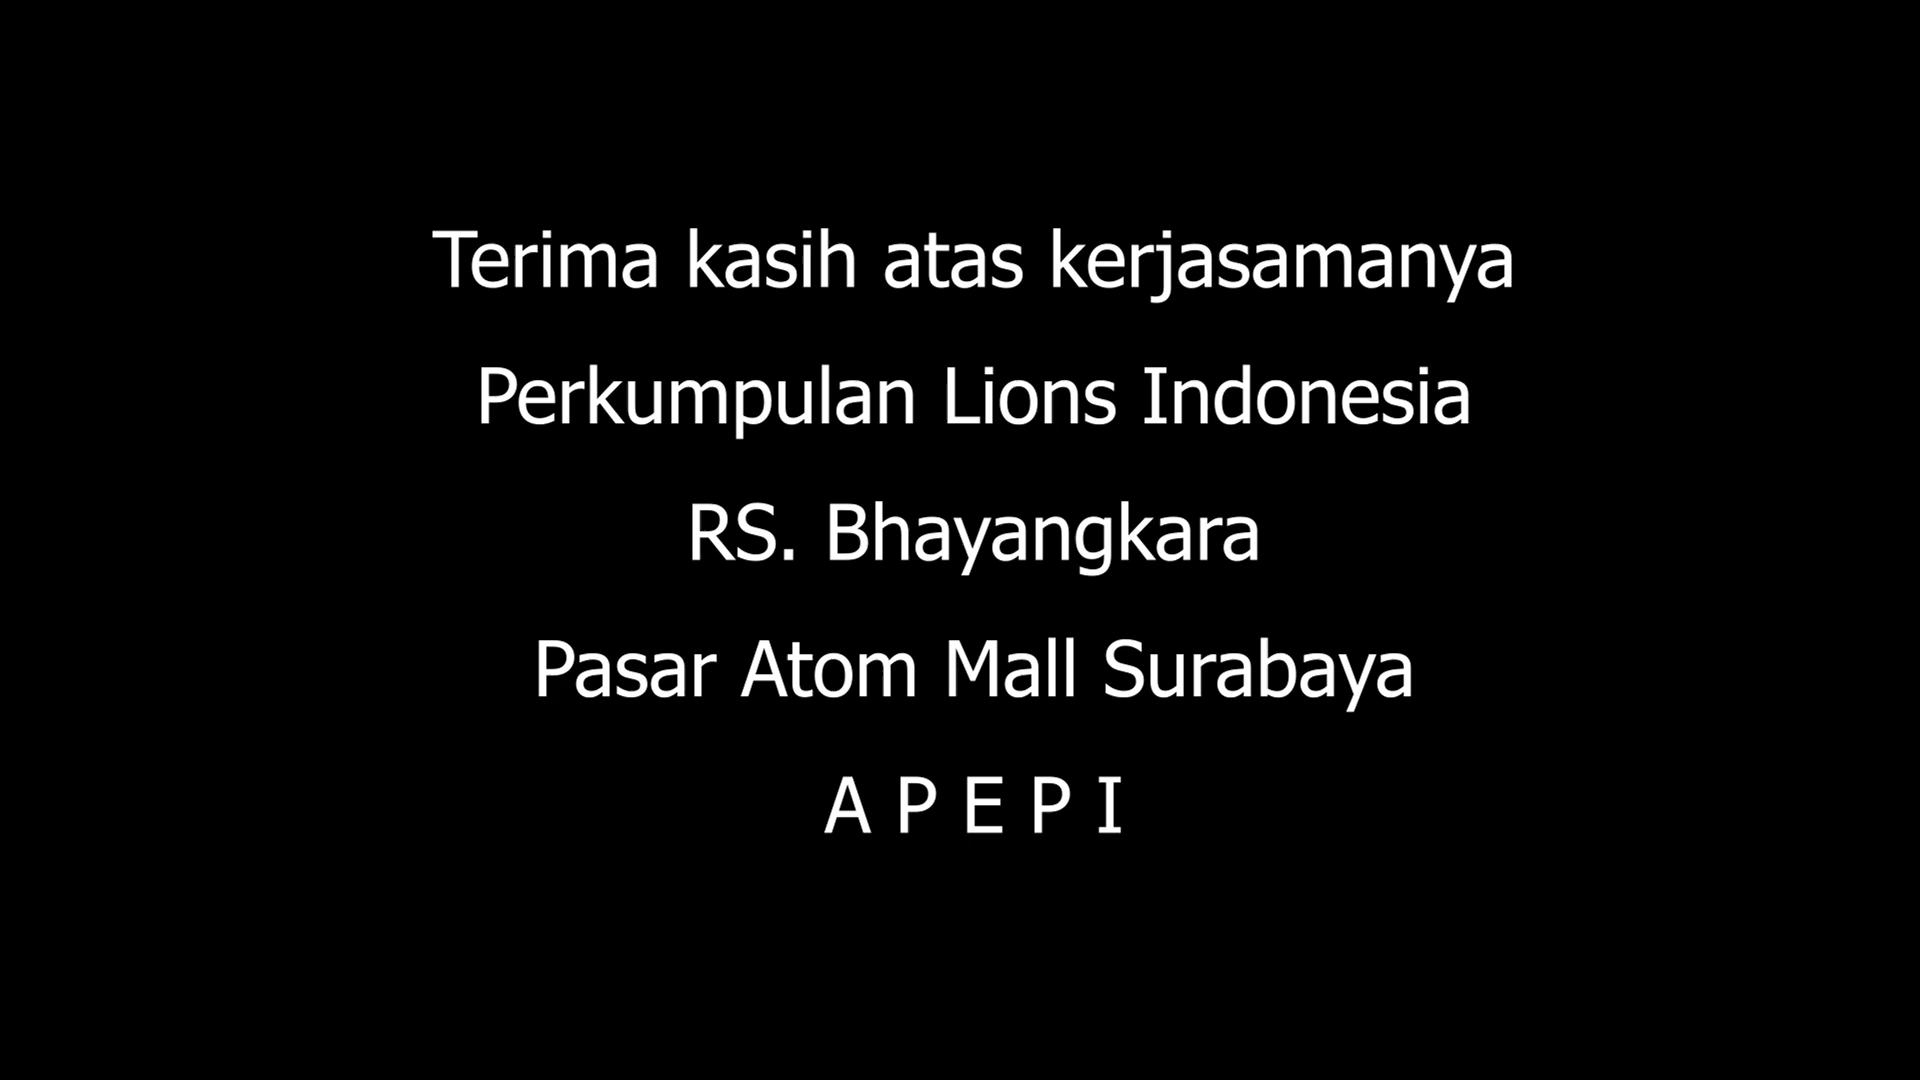 Terima kasih atas kerjasamanya
Perkumpulan Lions Indonesia
RS. Bhayangkara
Pasar Atom Mall Surabaya
A P E P I